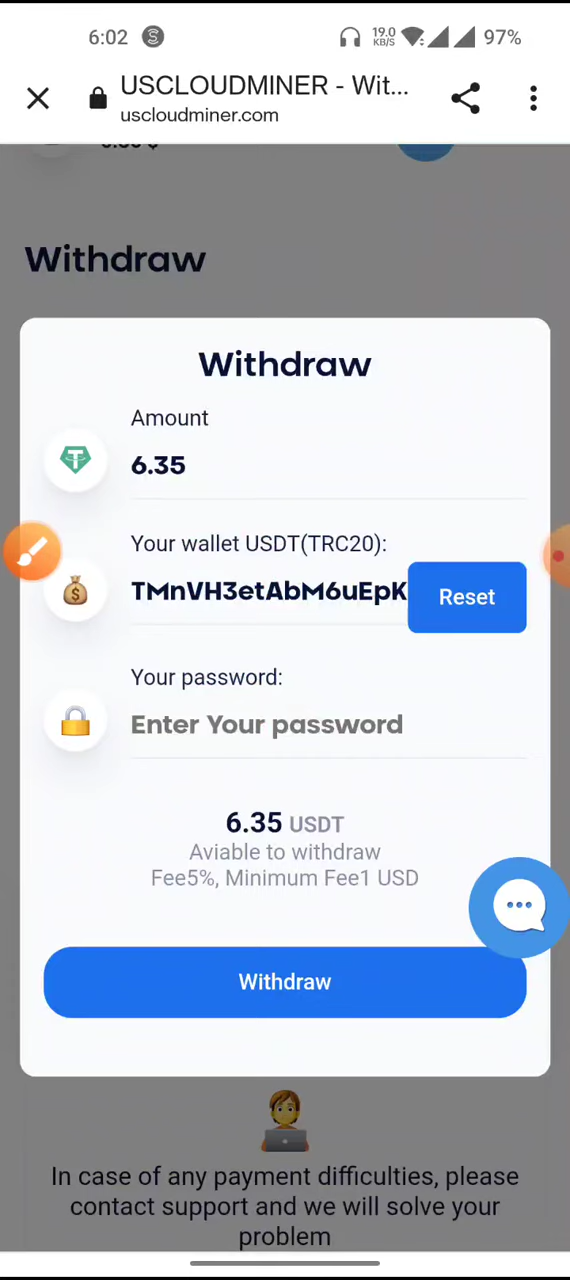 6:02 S 19.0 KB/S 97%
USCLOUDMINER - Wit...
uscloudminer.com
Withdraw
Withdraw
Amount
6.35
Your wallet USDT(TRC20):
TMnVH3etAbM6uEpK
Reset
Your password:
Enter Your password
6.35 USDT
Aviable to withdraw
Fee5%, Minimum Fee1 USD
Withdraw
In case of any payment difficulties, please
contact support and we will solve your
problem